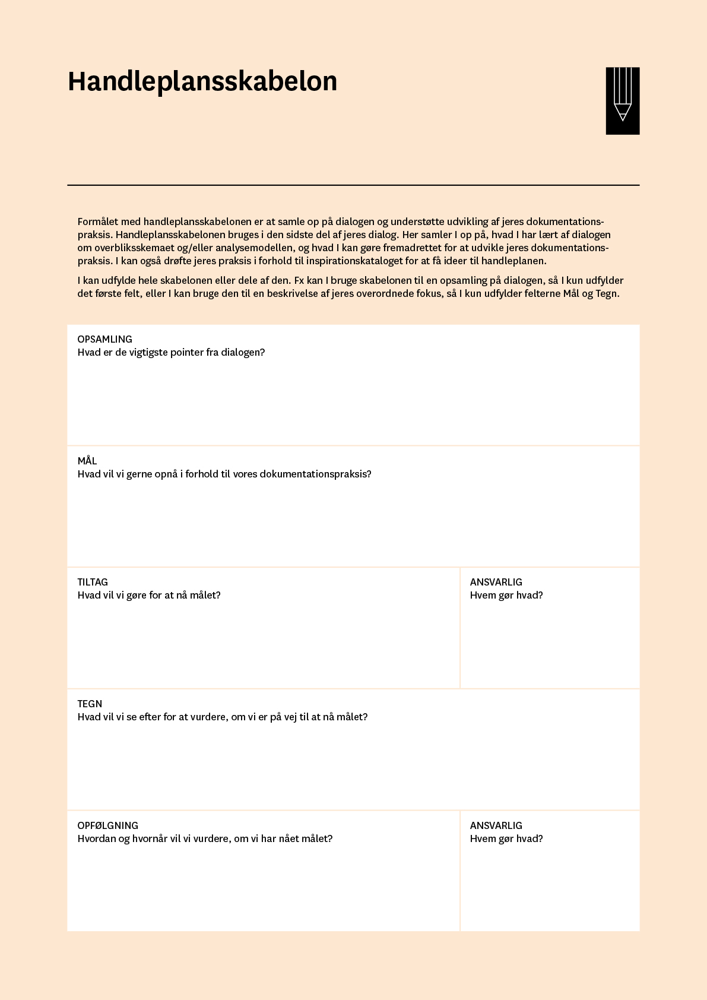 Handleplansskabelon
Formålet med handleplansskabelonen er at samle op på dialogen og understøtte udvikling af jeres dokumentations-
praksis. Handleplansskabelonen bruges i den sidste del af jeres dialog. Her samler I op på, hvad I har lært af dialogen
om overbliksskemaet og/eller analysemodellen, og hvad I kan gøre fremadrettet for at udvikle jeres dokumentations-
praksis. I kan også drøfte jeres praksis i forhold til inspirationskataloget for at få ideer til handleplanen.
I kan udfylde hele skabelonen eller dele af den. Fx kan I bruge skabelonen til en opsamling på dialogen, så I kun udfylder
det første felt, eller I kan bruge den til en beskrivelse af jeres overordnede fokus, så I kun udfylder felterne Mål og Tegn.
OPSAMLING
Hvad er de vigtigste pointer fra dialogen?
MÅL
Hvad vil vi gerne opnå i forhold til vores dokumentationspraksis?
TILTAG
Hvad vil vi gøre for at nå målet?
ANSVARLIG
Hvem gør hvad?
TEGN
Hvad vil vi se efter for at vurdere, om vi er på vej til at nå målet?
OPFØLGNING
Hvordan og hvornår vil vi vurdere, om vi har nået målet?
ANSVARLIG
Hvem gør hvad?